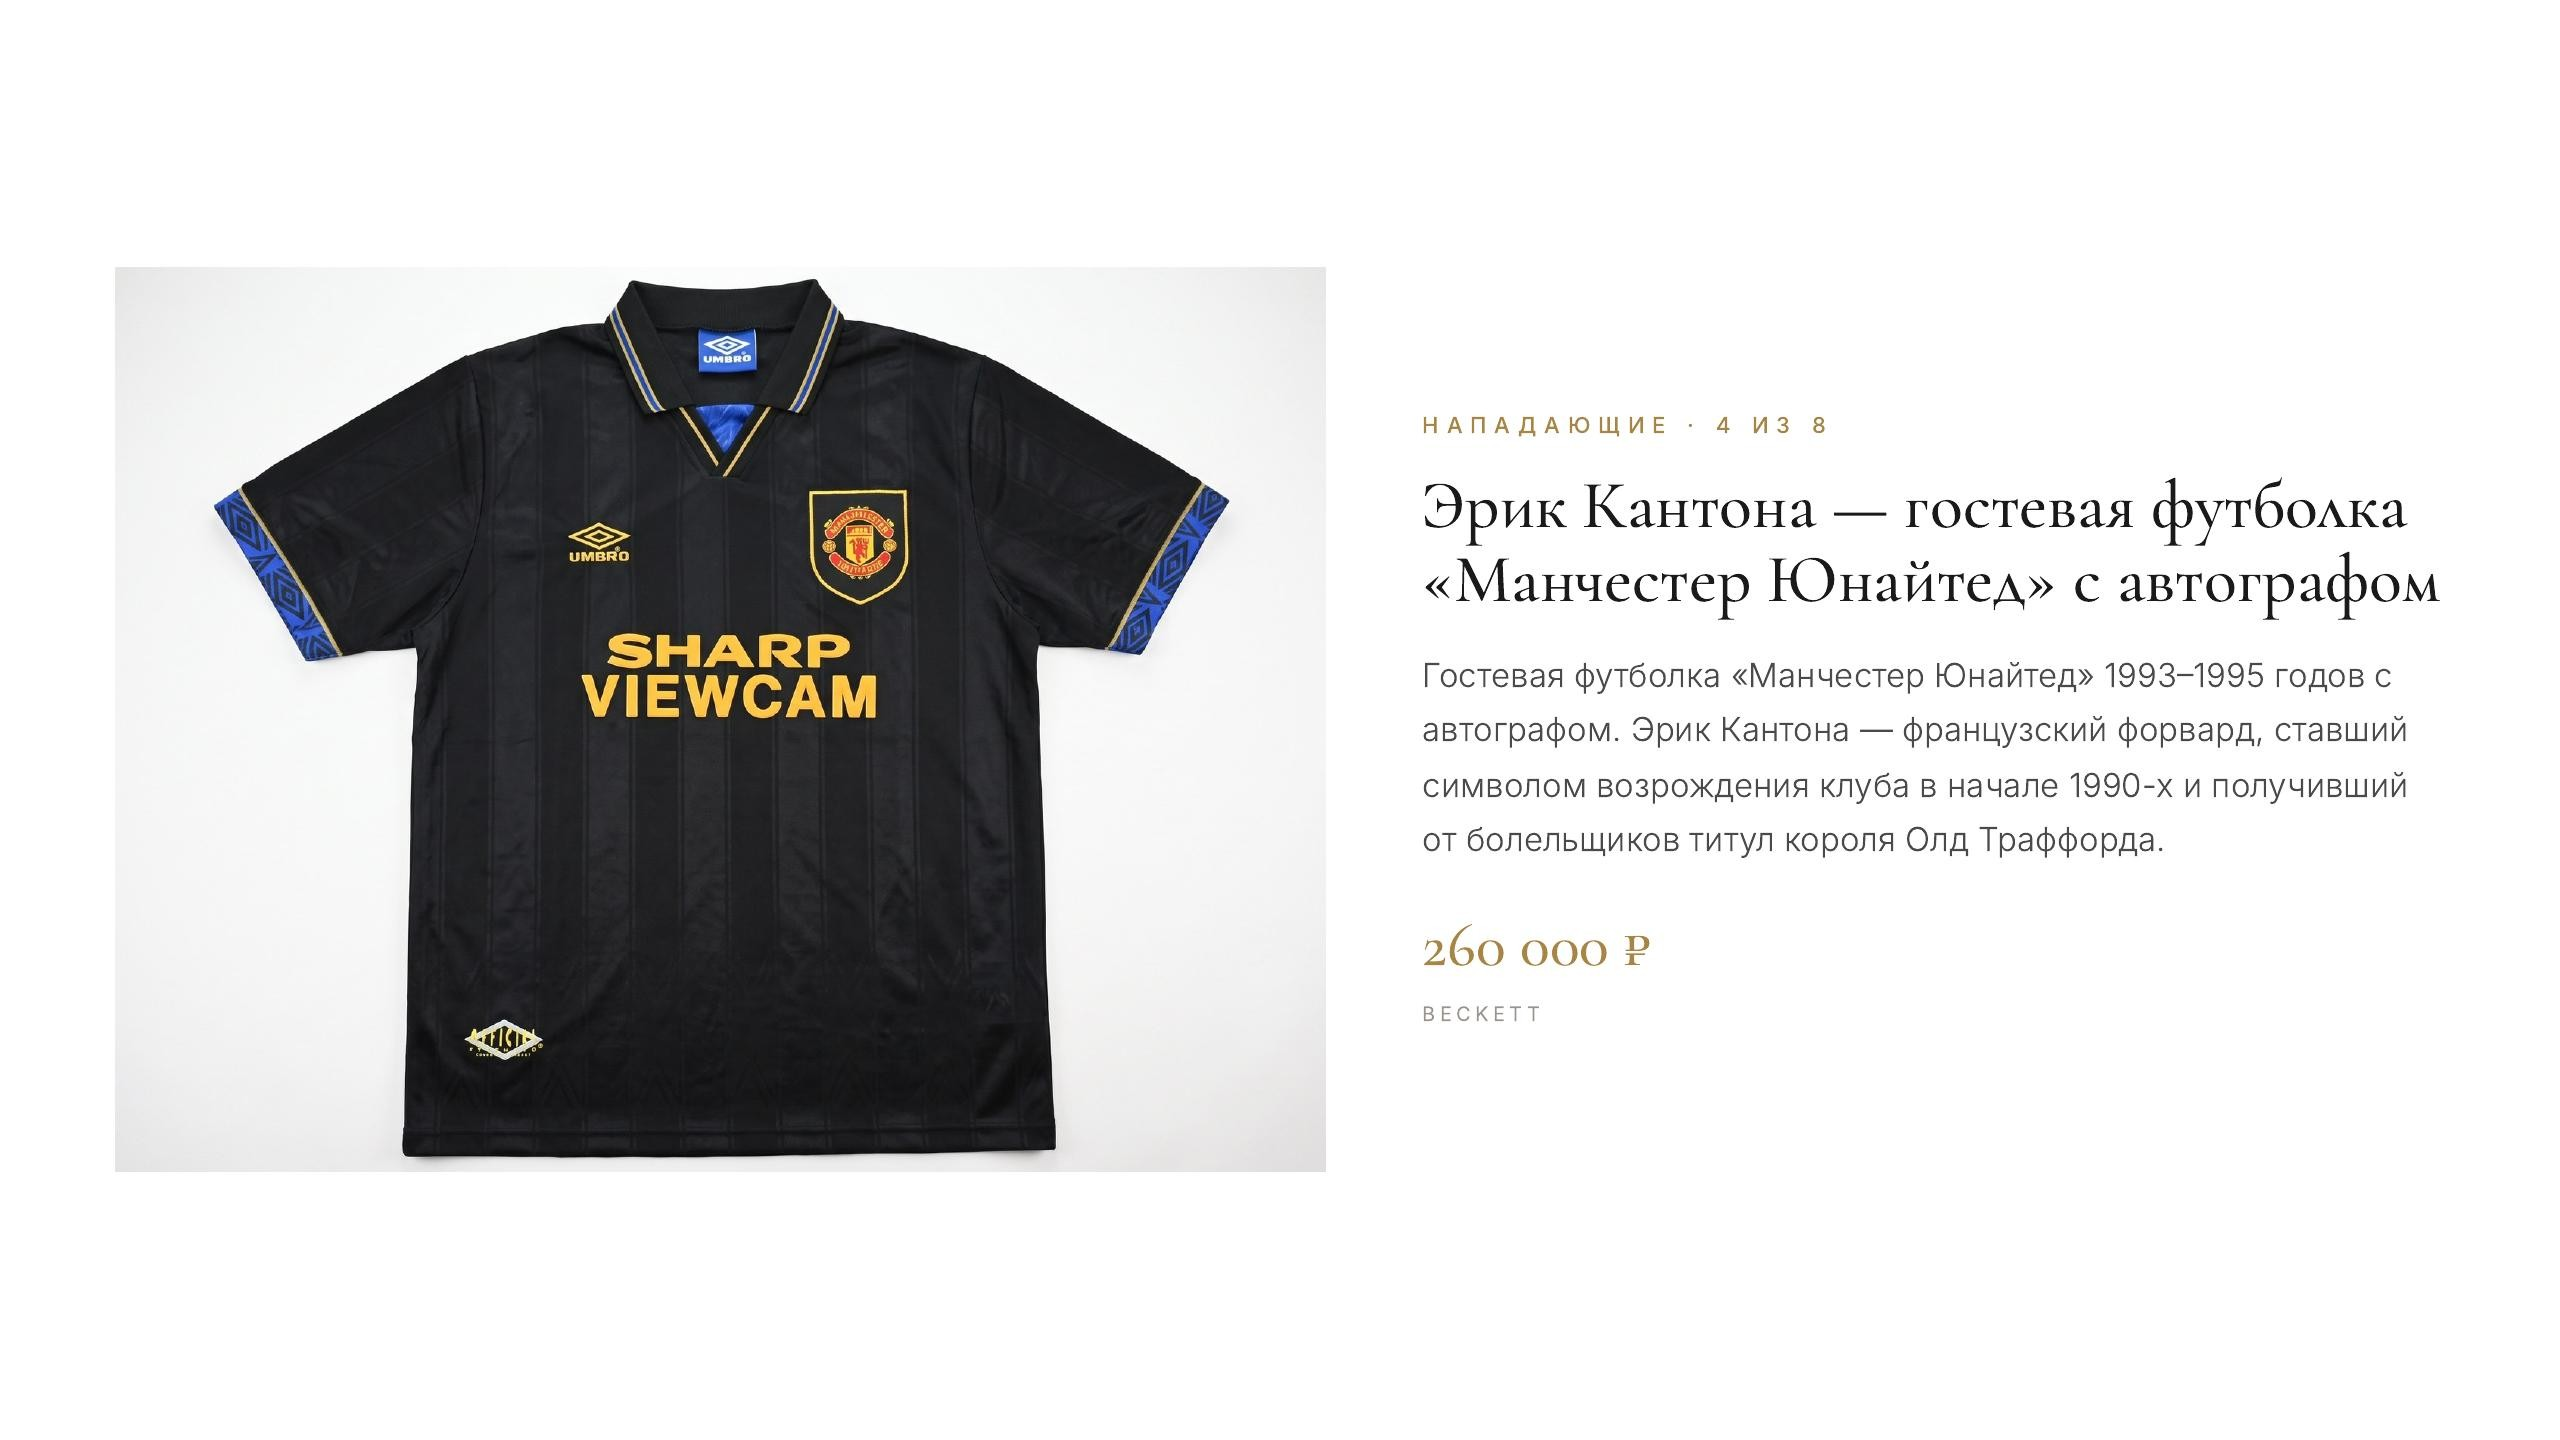 UMBRO
UMBRO
MANCHESTER
UNITED
SHARP
VIEWCAM
НАПАДАЮЩИЕ · 4 ИЗ 8
Эрик Кантона — гостевая футболка
«Манчестер Юнайтед» с автографом
Гостевая футболка «Манчестер Юнайтед» 1993–1995 годов с
автографом. Эрик Кантона — французский форвард, ставший
символом возрождения клуба в начале 1990-х и получивший
от болельщиков титул короля Олд Траффорда.
260 000 ₽
BECKETT